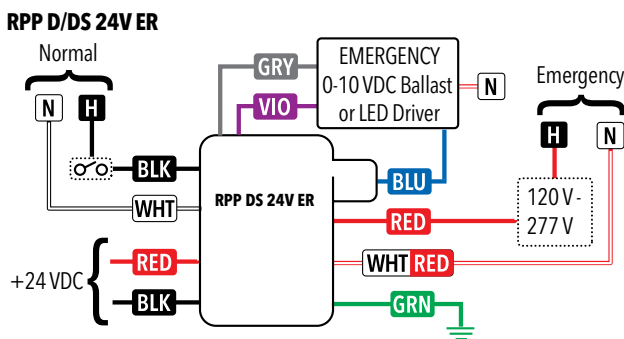 RPP D/DS 24V ER
Normal
N
H
BLK
WHT
+24 VDC
RED
BLK
GRY
VIO
EMERGENCY
0-10 VDC Ballast
or LED Driver
N
RPP DS 24V ER
BLU
RED
WHT RED
GRN
Emergency
H
N
120 V -
277 V